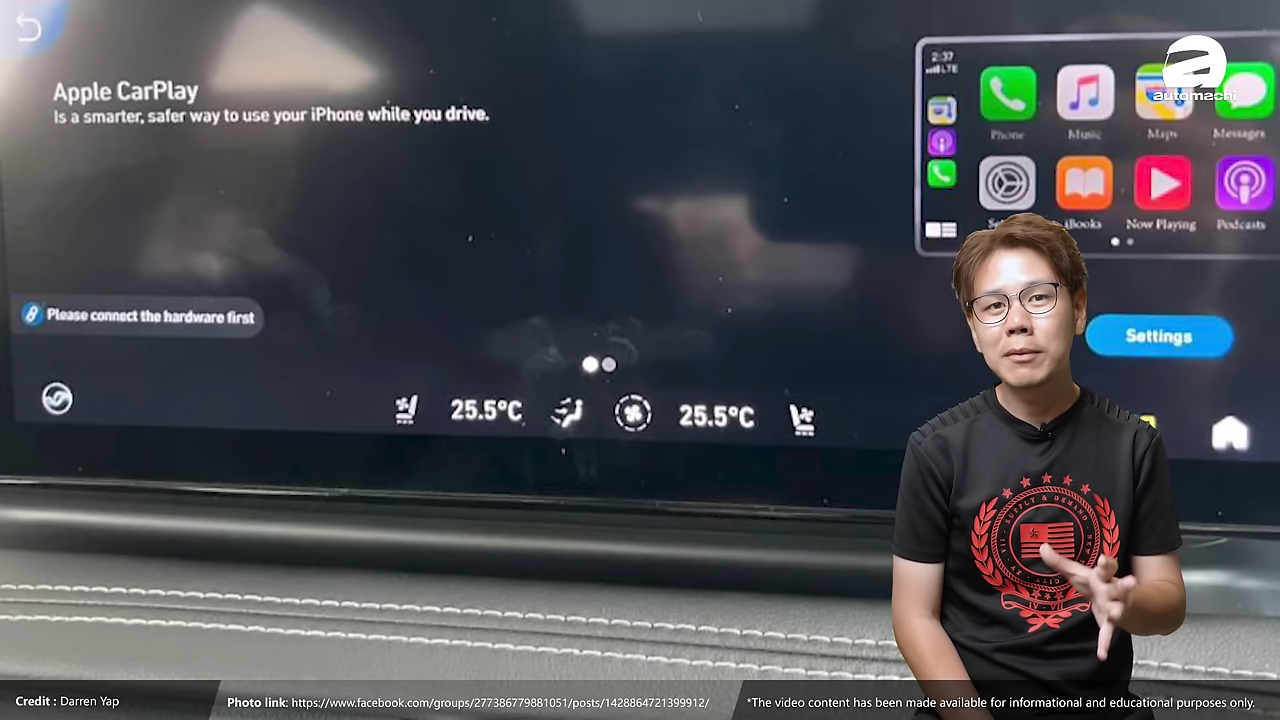 Apple CarPlay
Is a smarter, safer way to use your iPhone while you drive.
2:37
LTE
automachi
Phone
Music
Maps
Messages
iBooks
Now Playing
Podcasts
Please connect the hardware first
Settings
25.5°C
25.5°C
SUPPLY & DEMAND
Credit : Darren Yap
Photo link: https://www.facebook.com/groups/277386779881051/posts/1428864721399912/
*The video content has been made available for informational and educational purposes only.